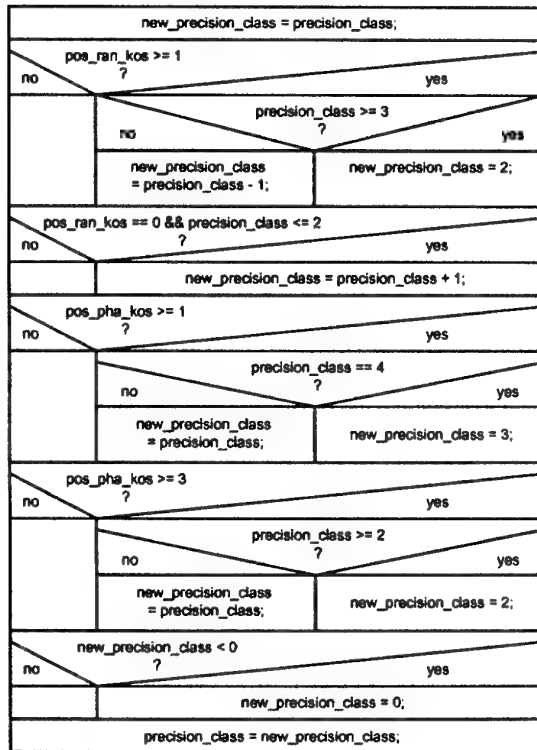 new_precision_class = precision_class;
pos_ran_kos >= 1
?
no
yes
precision_class >= 3
?
no
yes
new_precision_class
= precision_class - 1;
new_precision_class = 2;
pos_ran_kos == 0 && precision_class <= 2
?
no
yes
new_precision_class = precision_class + 1;
pos_pha_kos >= 1
?
no
yes
precision_class == 4
?
no
yes
new_precision_class
= precision_class;
new_precision_class = 3;
pos_pha_kos >= 3
?
no
yes
precision_class >= 2
?
no
yes
new_precision_class
= precision_class;
new_precision_class = 2;
new_precision_class < 0
?
no
yes
new_precision_class = 0;
precision_class = new_precision_class;